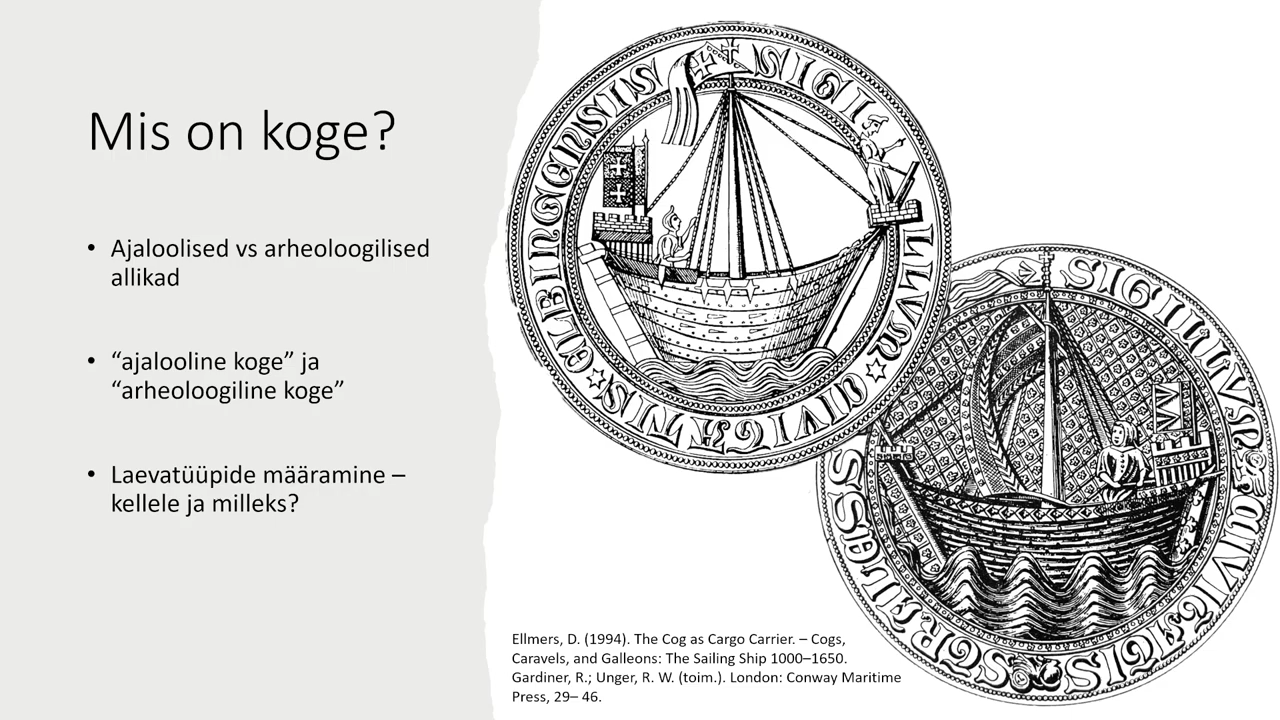 Mis on koge?
• Ajaloolised vs arheoloogilised
allikad
• “ajalooline koge” ja
“arheoloogiline koge”
• Laevatüüpide määramine –
kellele ja milleks?
Ellmers, D. (1994). The Cog as Cargo Carrier. – Cogs,
Caravels, and Galleons: The Sailing Ship 1000–1650.
Gardiner, R.; Unger, R. W. (toim.). London: Conway Maritime
Press, 29– 46.